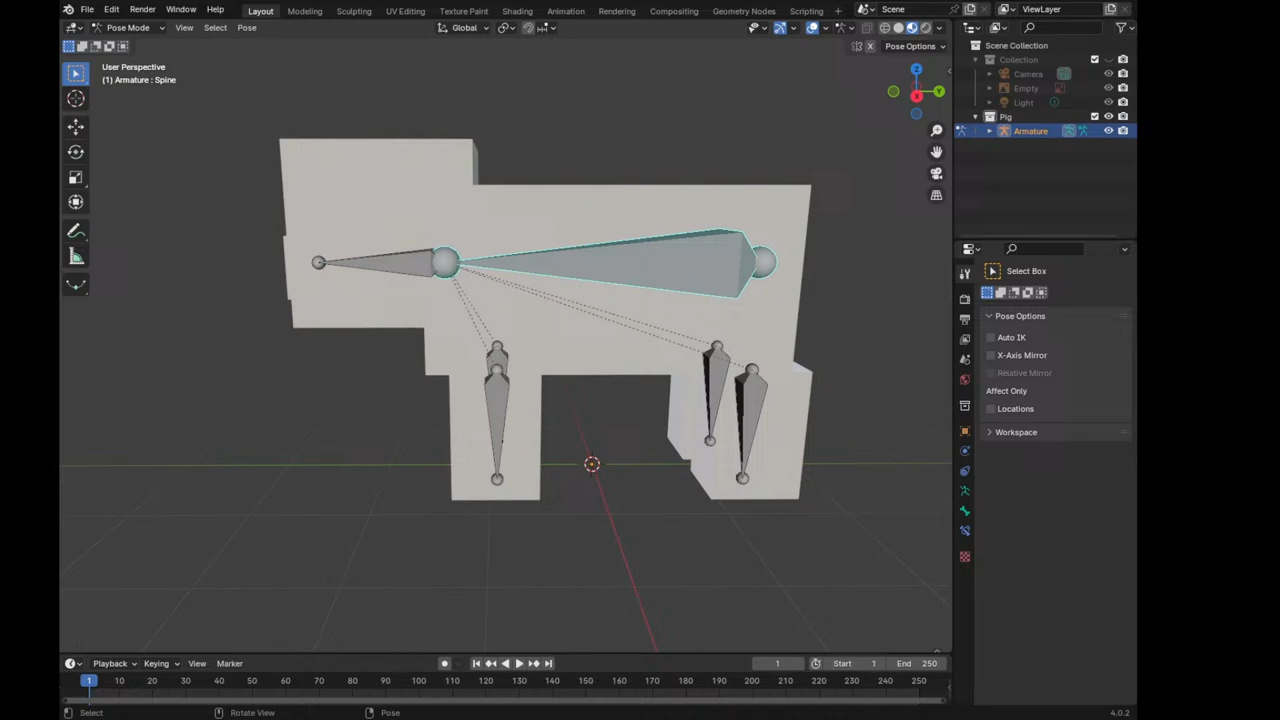 File Edit Render Window Help Layout Modeling Sculpting UV Editing Texture Paint Shading Animation Rendering Compositing Geometry Nodes Scripting Scene ViewLayer
Pose Mode View Select Pose Global
X Pose Options
User Perspective
(1) Armature : Spine
Z
Y
X
Scene Collection
Collection
Camera
Empty
Light
Pig
Armature
Select Box
Pose Options
Auto IK
X-Axis Mirror
Relative Mirror
Affect Only
Locations
Workspace
Playback Keying View Marker 1 Start 1 End 250
1 10 20 30 40 50 60 70 80 90 100 110 120 130 140 150 160 170 180 190 200 210 220 230 240 250
Select Rotate View Pose 4.0.2